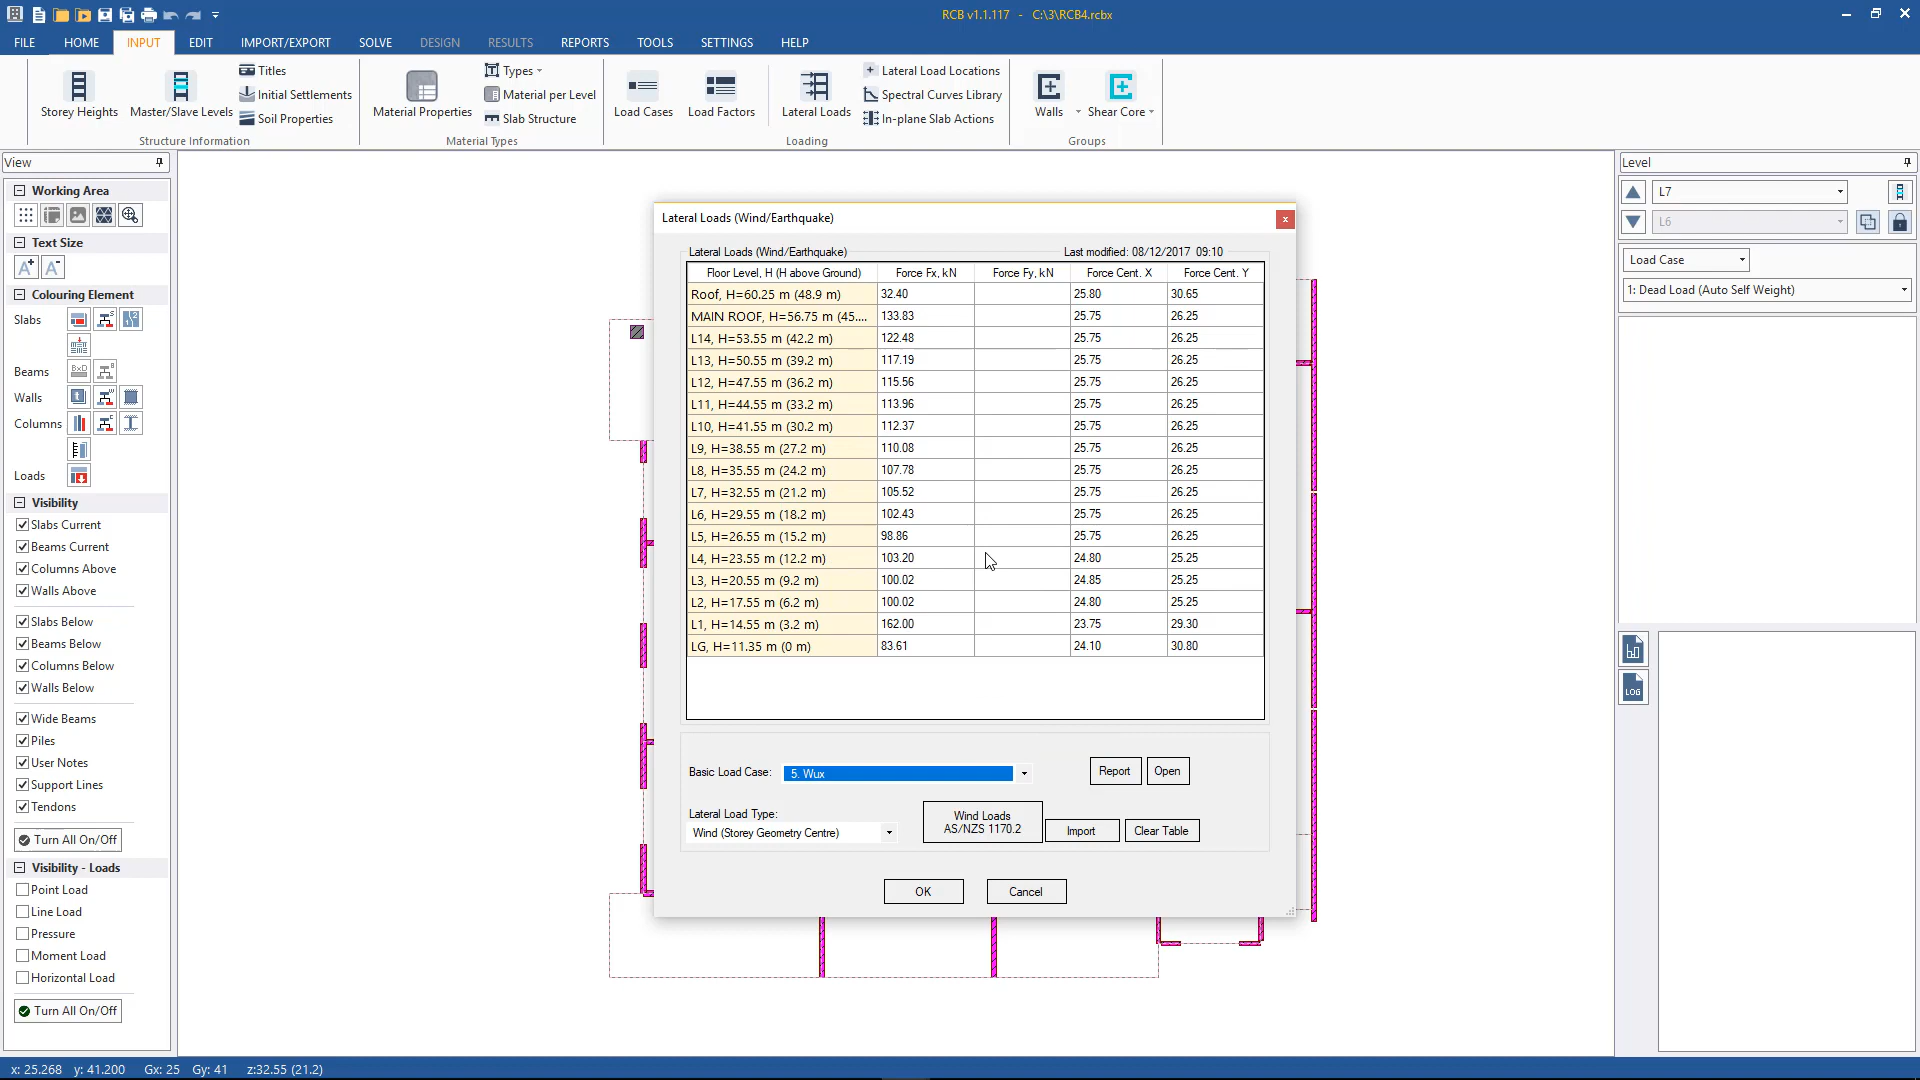 RCB v1.1.117 - C:\3\RCB4.rcbx
FILE HOME INPUT EDIT IMPORT/EXPORT SOLVE DESIGN RESULTS REPORTS TOOLS SETTINGS HELP
Storey Heights
Master/Slave Levels
Titles
Initial Settlements
Soil Properties
Structure Information
Material Properties
Types
Material per Level
Slab Structure
Material Types
Load Cases
Load Factors
Lateral Loads
Lateral Load Locations
Spectral Curves Library
In-plane Slab Actions
Loading
Walls
Shear Core
Groups
View
Working Area
Text Size
A+ A-
Colouring Element
Slabs
Beams
BxD
Walls
Columns
Loads
Visibility
Slabs Current
Beams Current
Columns Above
Walls Above
Slabs Below
Beams Below
Columns Below
Walls Below
Wide Beams
Piles
User Notes
Support Lines
Tendons
Turn All On/Off
Visibility - Loads
Point Load
Line Load
Pressure
Moment Load
Horizontal Load
Turn All On/Off
Lateral Loads (Wind/Earthquake)
x
Lateral Loads (Wind/Earthquake) Last modified: 08/12/2017 09:10
Floor Level, H (H above Ground) Force Fx, kN Force Fy, kN Force Cent. X Force Cent. Y
Roof, H=60.25 m (48.9 m) 32.40 25.80 30.65
MAIN ROOF, H=56.75 m (45.... 133.83 25.75 26.25
L14, H=53.55 m (42.2 m) 122.48 25.75 26.25
L13, H=50.55 m (39.2 m) 117.19 25.75 26.25
L12, H=47.55 m (36.2 m) 115.56 25.75 26.25
L11, H=44.55 m (33.2 m) 113.96 25.75 26.25
L10, H=41.55 m (30.2 m) 112.37 25.75 26.25
L9, H=38.55 m (27.2 m) 110.08 25.75 26.25
L8, H=35.55 m (24.2 m) 107.78 25.75 26.25
L7, H=32.55 m (21.2 m) 105.52 25.75 26.25
L6, H=29.55 m (18.2 m) 102.43 25.75 26.25
L5, H=26.55 m (15.2 m) 98.86 25.75 26.25
L4, H=23.55 m (12.2 m) 103.20 24.80 25.25
L3, H=20.55 m (9.2 m) 100.02 24.85 25.25
L2, H=17.55 m (6.2 m) 100.02 24.80 25.25
L1, H=14.55 m (3.2 m) 162.00 23.75 29.30
LG, H=11.35 m (0 m) 83.61 24.10 30.80
Basic Load Case: 5. Wux Report Open
Lateral Load Type:
Wind (Storey Geometry Centre)
Wind Loads
AS/NZS 1170.2
Import Clear Table
OK Cancel
Level
L7
L6
Load Case
1: Dead Load (Auto Self Weight)
LOG
x: 25.268 y: 41.200 Gx: 25 Gy: 41 z:32.55 (21.2)